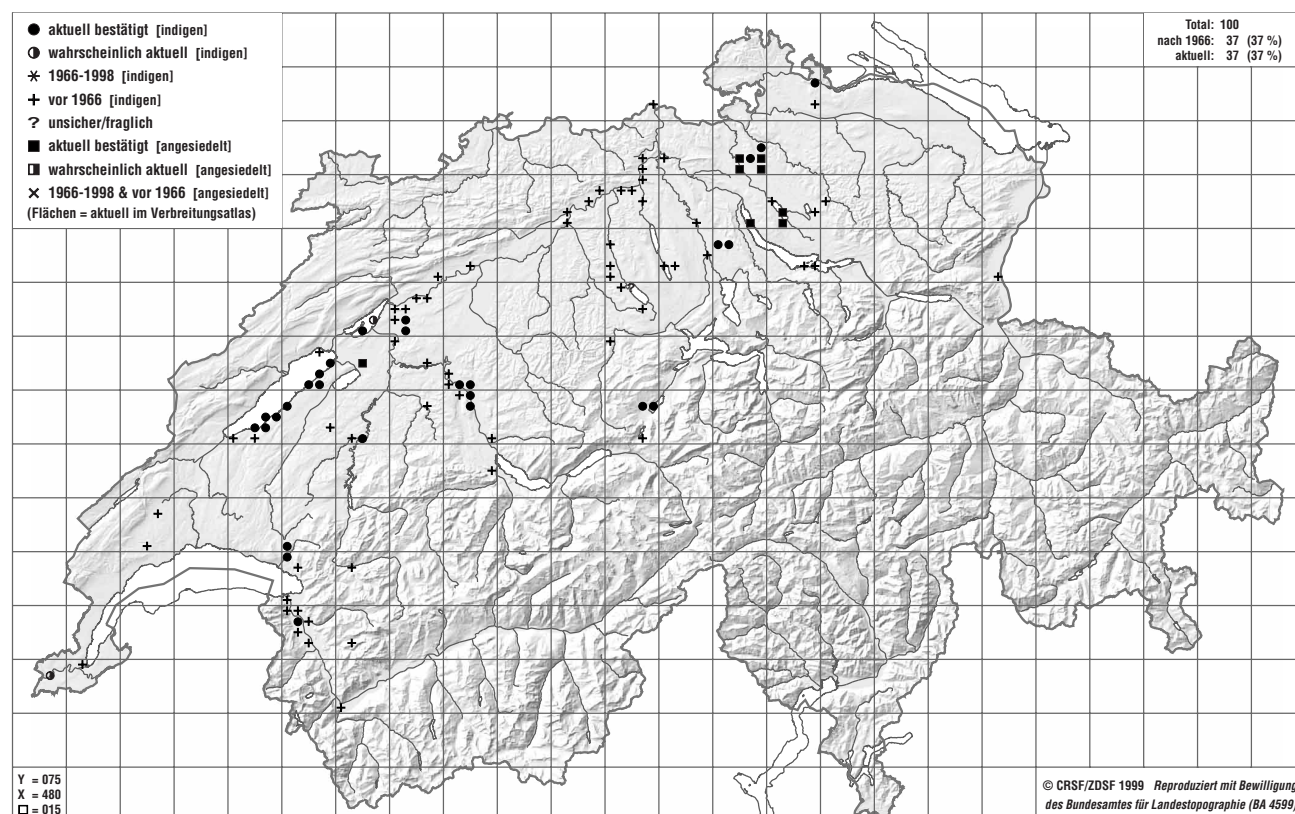 aktuell bestätigt [indigen]
wahrscheinlich aktuell [indigen]
1966-1998 [indigen]
vor 1966 [indigen]
? unsicher/fraglich
aktuell bestätigt [angesiedelt]
wahrscheinlich aktuell [angesiedelt]
1966-1998 & vor 1966 [angesiedelt]
(Flächen = aktuell im Verbreitungsatlas)
Total: 100
nach 1966: 37 (37 %)
aktuell: 37 (37 %)
Y = 075
X = 480
= 015
© CRSF/ZDSF 1999 Reproduziert mit Bewilligung
des Bundesamtes für Landestopographie (BA 4599)